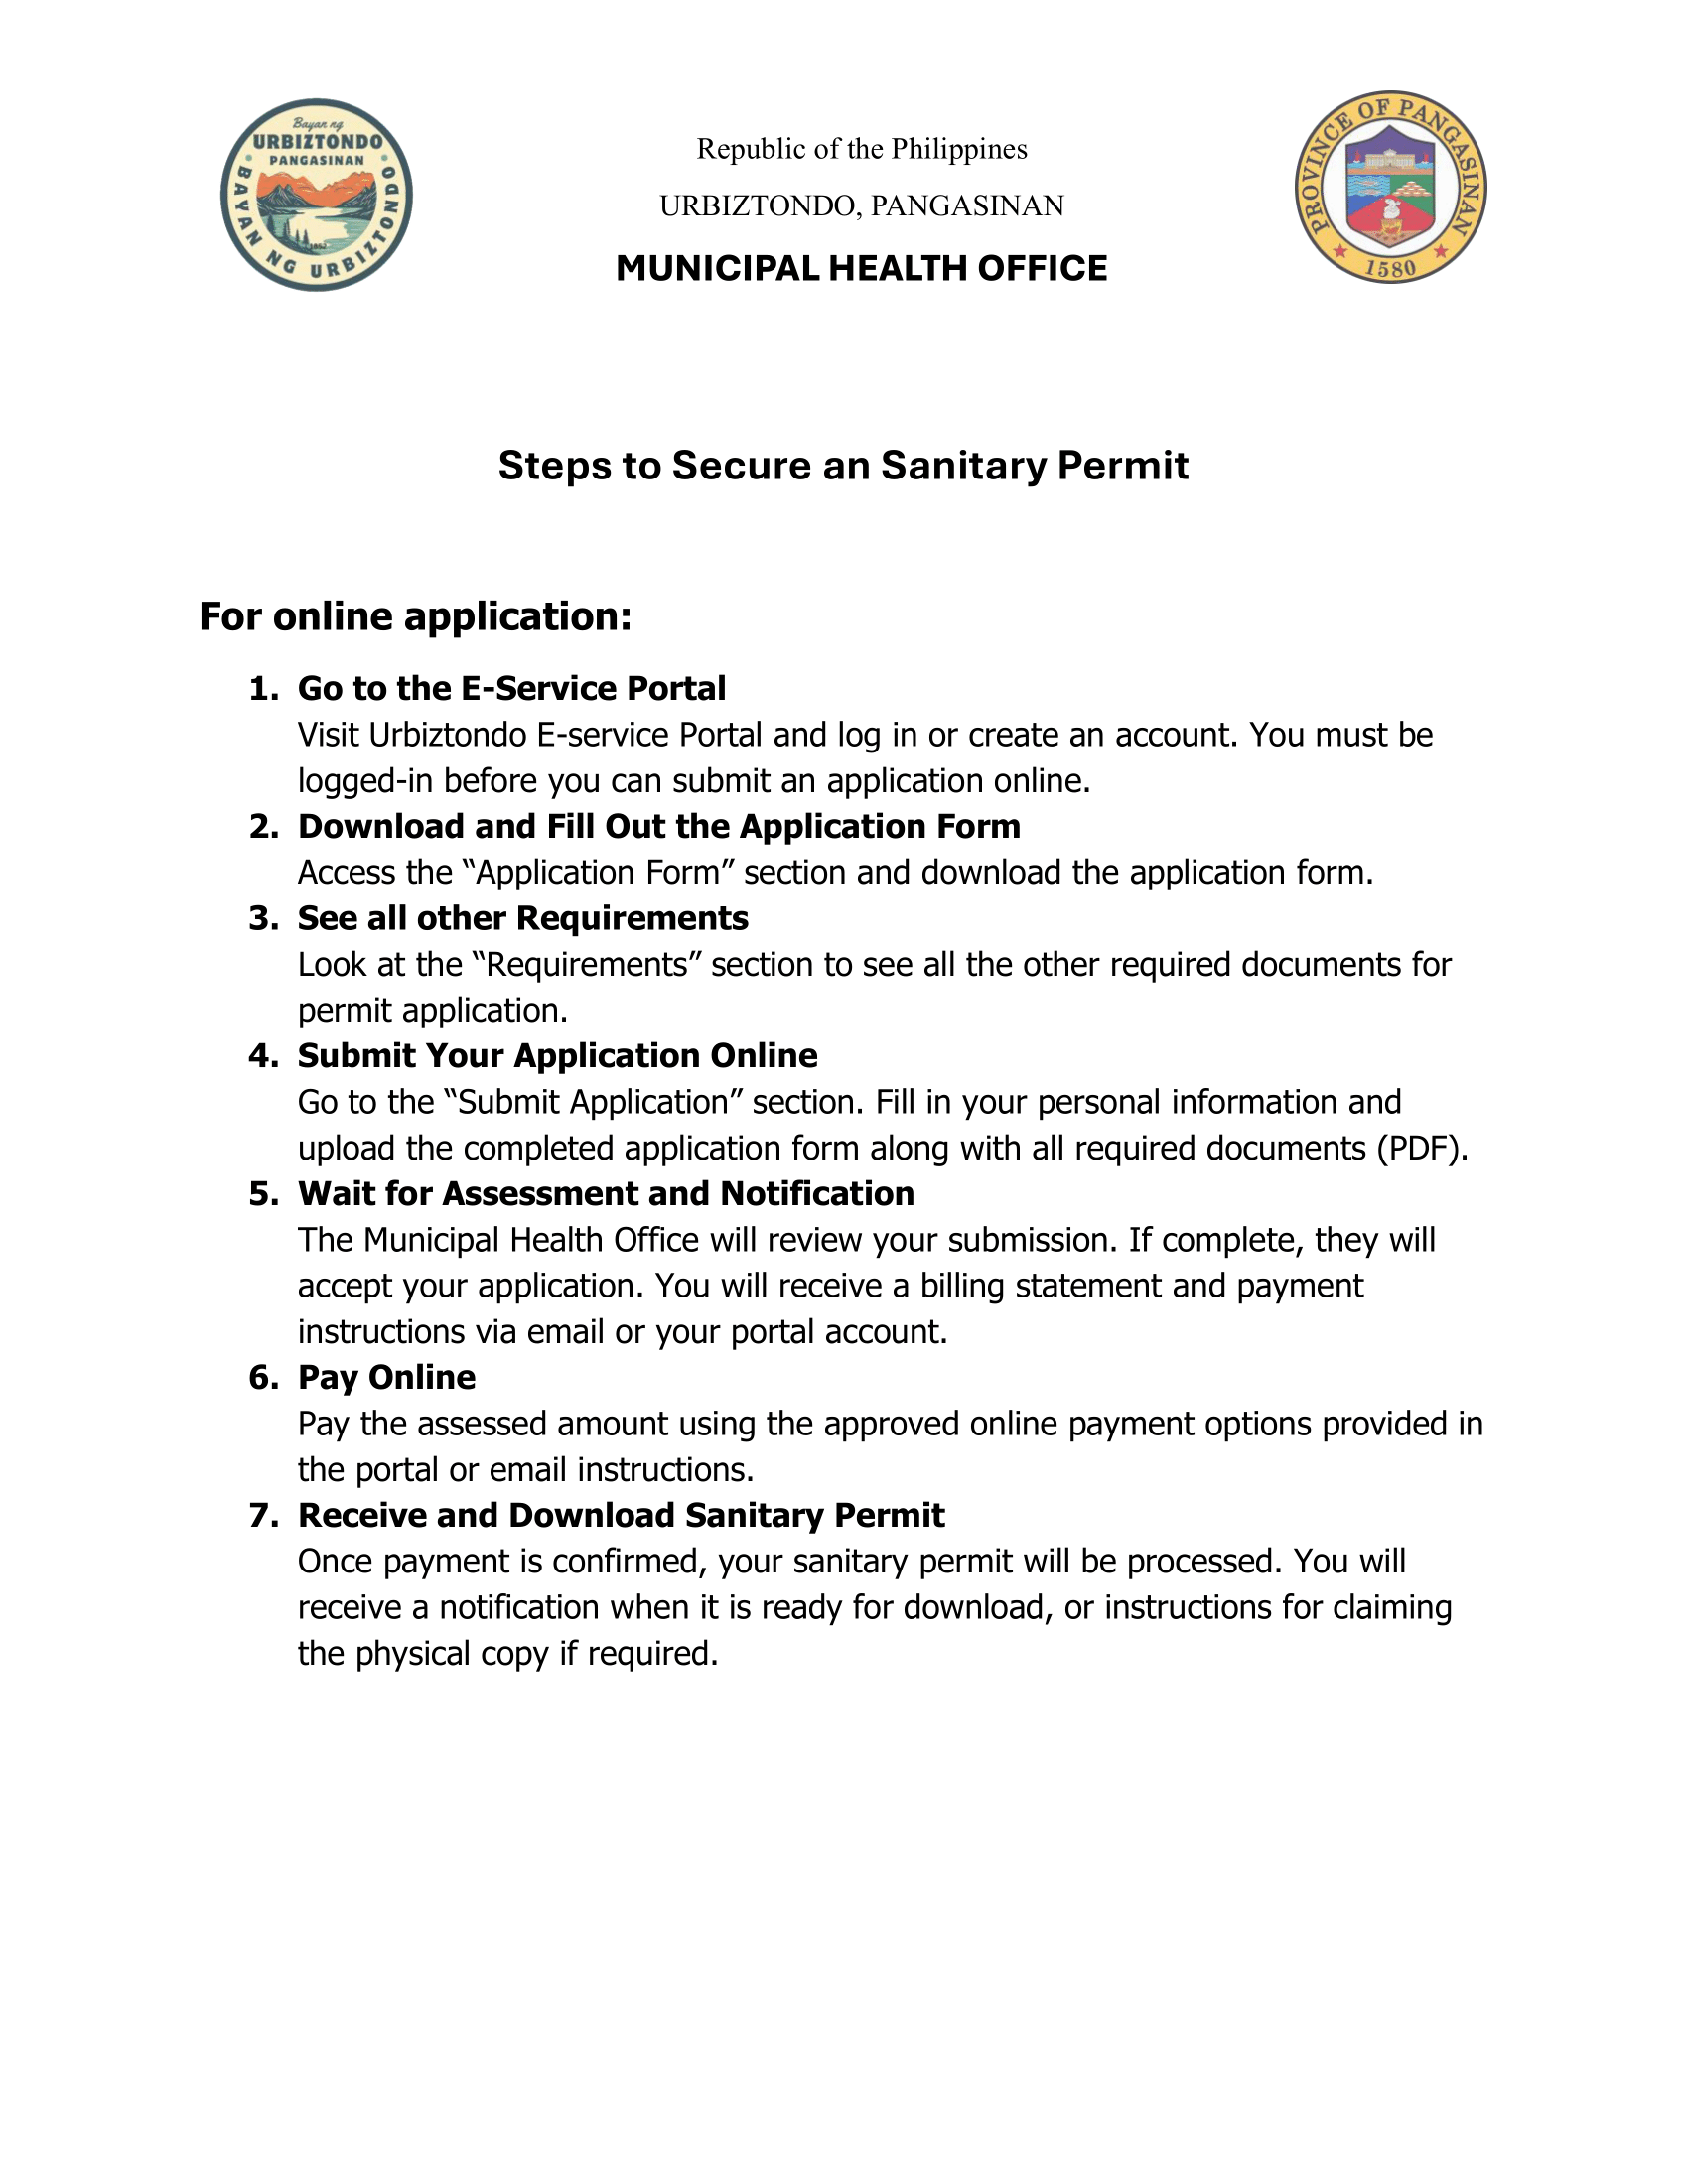 Bayan ng
URBIZTONDO
PANGASINAN
BAYAN NG URBIZTONDO
1852
Republic of the Philippines
URBIZTONDO, PANGASINAN
MUNICIPAL HEALTH OFFICE
PROVINCE OF PANGASINAN
1580
Steps to Secure an Sanitary Permit
For online application:
1. Go to the E-Service Portal
Visit Urbiztondo E-service Portal and log in or create an account. You must be
logged-in before you can submit an application online.
2. Download and Fill Out the Application Form
Access the “Application Form” section and download the application form.
3. See all other Requirements
Look at the “Requirements” section to see all the other required documents for
permit application.
4. Submit Your Application Online
Go to the “Submit Application” section. Fill in your personal information and
upload the completed application form along with all required documents (PDF).
5. Wait for Assessment and Notification
The Municipal Health Office will review your submission. If complete, they will
accept your application. You will receive a billing statement and payment
instructions via email or your portal account.
6. Pay Online
Pay the assessed amount using the approved online payment options provided in
the portal or email instructions.
7. Receive and Download Sanitary Permit
Once payment is confirmed, your sanitary permit will be processed. You will
receive a notification when it is ready for download, or instructions for claiming
the physical copy if required.